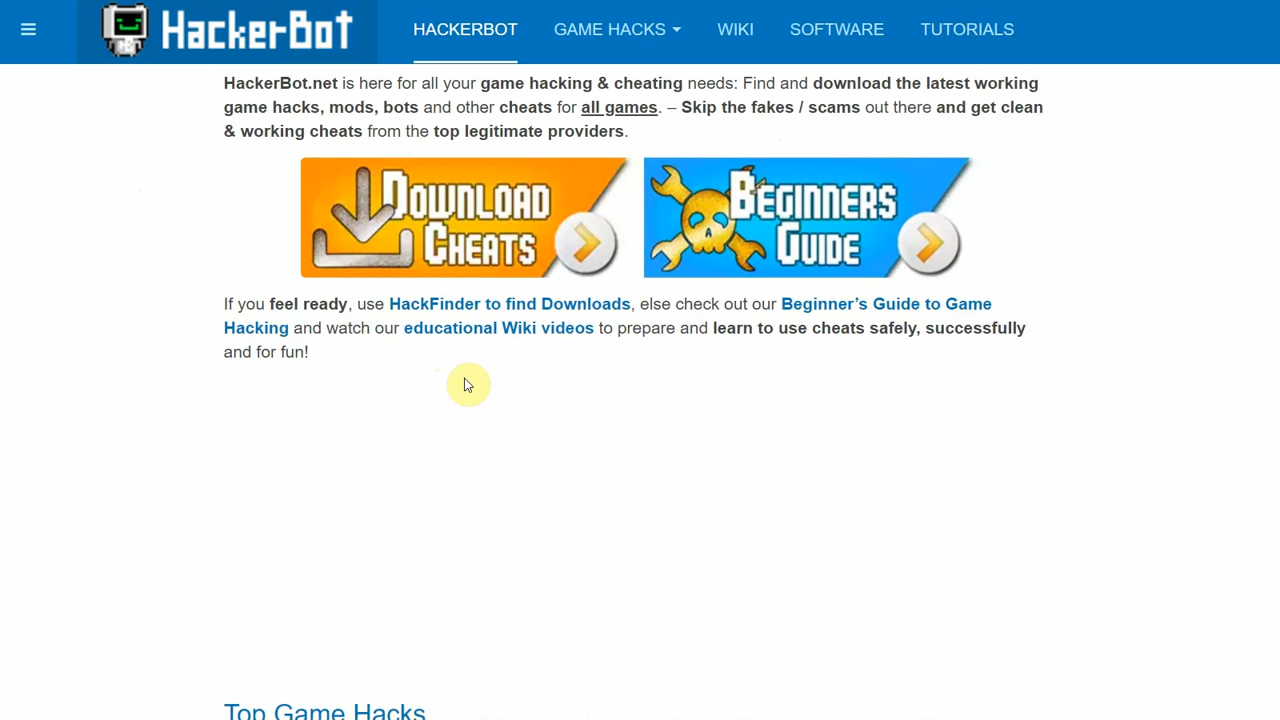 HackerBot HACKERBOT GAME HACKS WIKI SOFTWARE TUTORIALS
HackerBot.net is here for all your game hacking & cheating needs: Find and download the latest working
game hacks, mods, bots and other cheats for all games. – Skip the fakes / scams out there and get clean
& working cheats from the top legitimate providers.
DOWNLOAD CHEATS
BEGINNERS GUIDE
If you feel ready, use HackFinder to find Downloads, else check out our Beginner’s Guide to Game
Hacking and watch our educational Wiki videos to prepare and learn to use cheats safely, successfully
and for fun!
Top Game Hacks